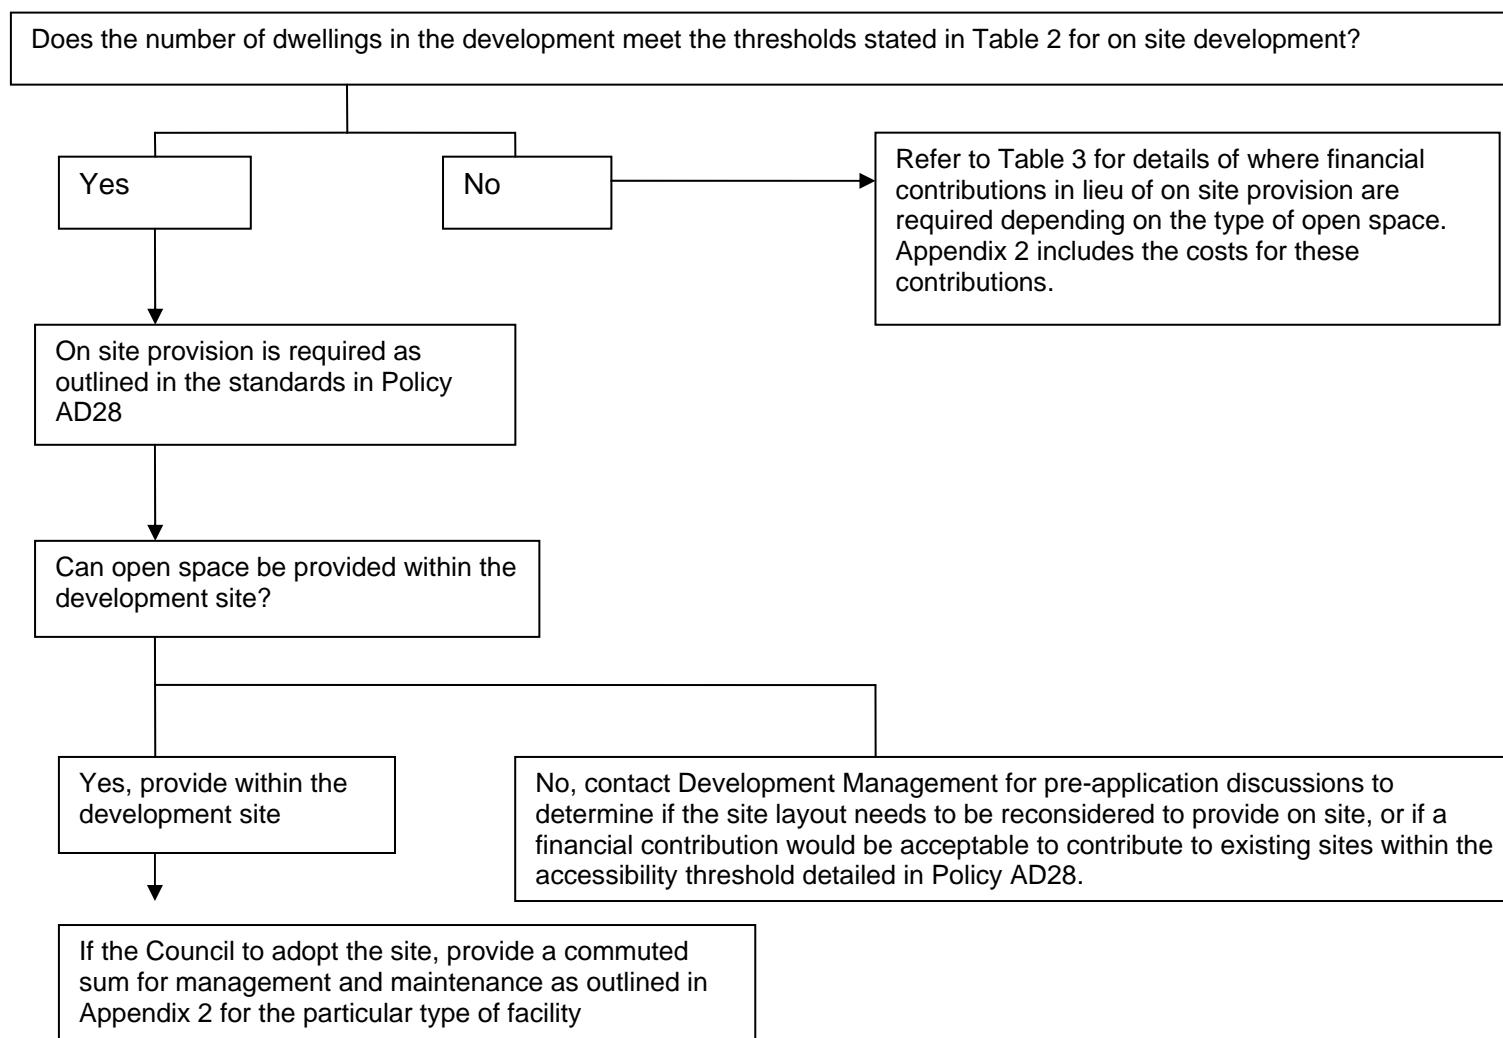 Does the number of dwellings in the development meet the thresholds stated in Table 2 for on site development?
Yes
No
Refer to Table 3 for details of where financial
contributions in lieu of on site provision are
required depending on the type of open space.
Appendix 2 includes the costs for these
contributions.
On site provision is required as
outlined in the standards in Policy
AD28
Can open space be provided within the
development site?
Yes, provide within the
development site
No, contact Development Management for pre-application discussions to
determine if the site layout needs to be reconsidered to provide on site, or if a
financial contribution would be acceptable to contribute to existing sites within the
accessibility threshold detailed in Policy AD28.
If the Council to adopt the site, provide a commuted
sum for management and maintenance as outlined in
Appendix 2 for the particular type of facility